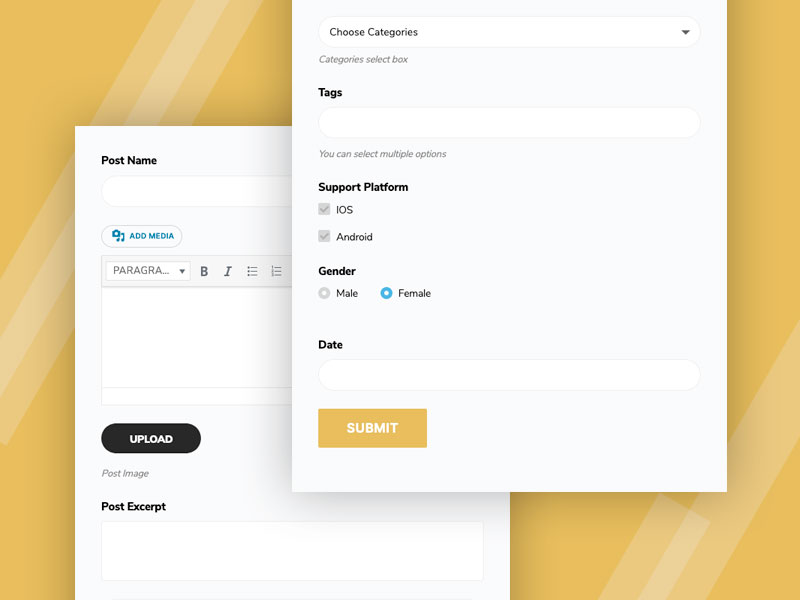 Post Name
ADD MEDIA
PARAGRA...
B
I
UPLOAD
Post Image
Post Excerpt
Choose Categories
Categories select box
Tags
You can select multiple options
Support Platform
IOS
Android
Gender
Male Female
Date
SUBMIT